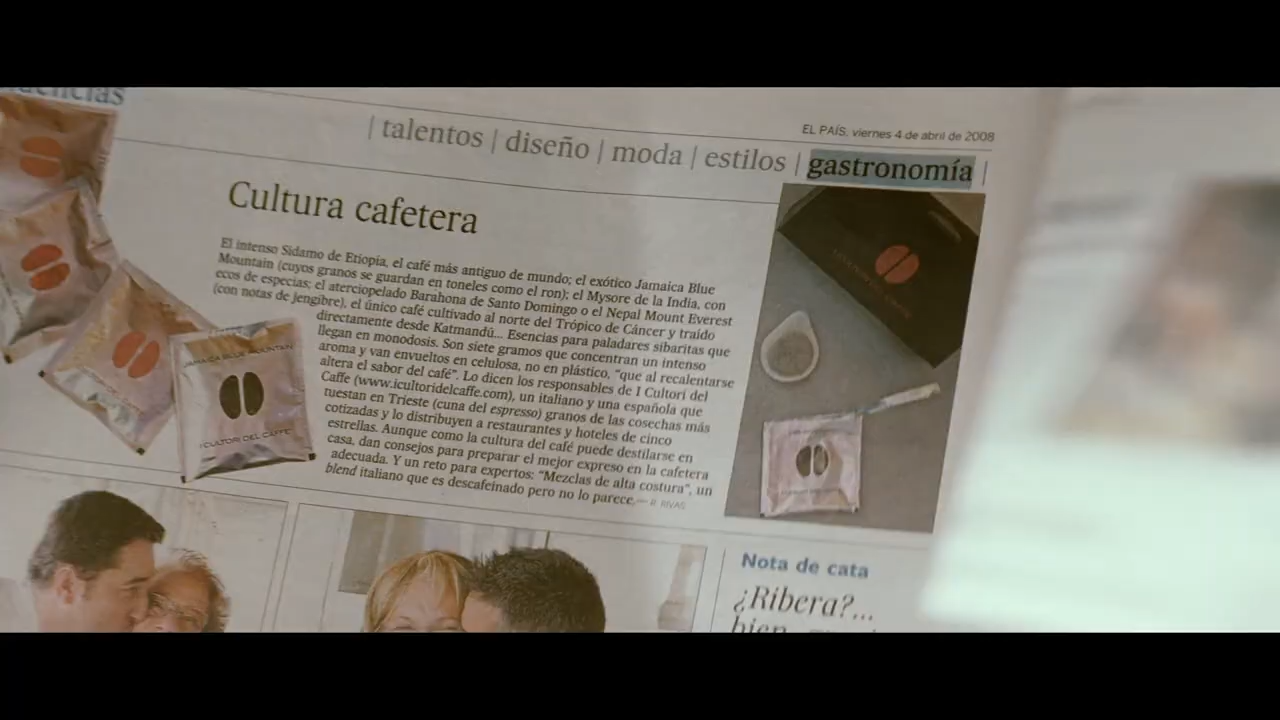 EL PAÍS, viernes 4 de abril de 2008
| talentos | diseño | moda | estilos | gastronomía |
Cultura cafetera
El intenso Sidamo de Etiopía, el café más antiguo de mundo; el exótico Jamaica Blue
Mountain (cuyos granos se guardan en toneles como el ron); el Mysore de la India, con
ecos de especias; el aterciopelado Barahona de Santo Domingo o el Nepal Mount Everest
(con notas de jengibre), el único café cultivado al norte del Trópico de Cáncer y traído
directamente desde Katmandú... Esencias para paladares sibaritas que
llegan en monodosis. Son siete gramos que concentran un intenso
aroma y van envueltos en celulosa, no en plástico, "que al recalentarse
altera el sabor del café". Lo dicen los responsables de I Cultori del
Caffe (www.icultoridelcaffe.com), un italiano y una española que
tuestan en Trieste (cuna del espresso) granos de las cosechas más
cotizadas y lo distribuyen a restaurantes y hoteles de cinco
estrellas. Aunque como la cultura del café puede destilarse en
casa, dan consejos para preparar el mejor expreso en la cafetera
adecuada. Y un reto para expertos: "Mezclas de alta costura", un
blend italiano que es descafeinado pero no lo parece.— R. RIVAS
JAMAICA BLUE MOUNTAIN
I CULTORI DEL CAFFE'
Nota de cata
¿Ribera?...
bien